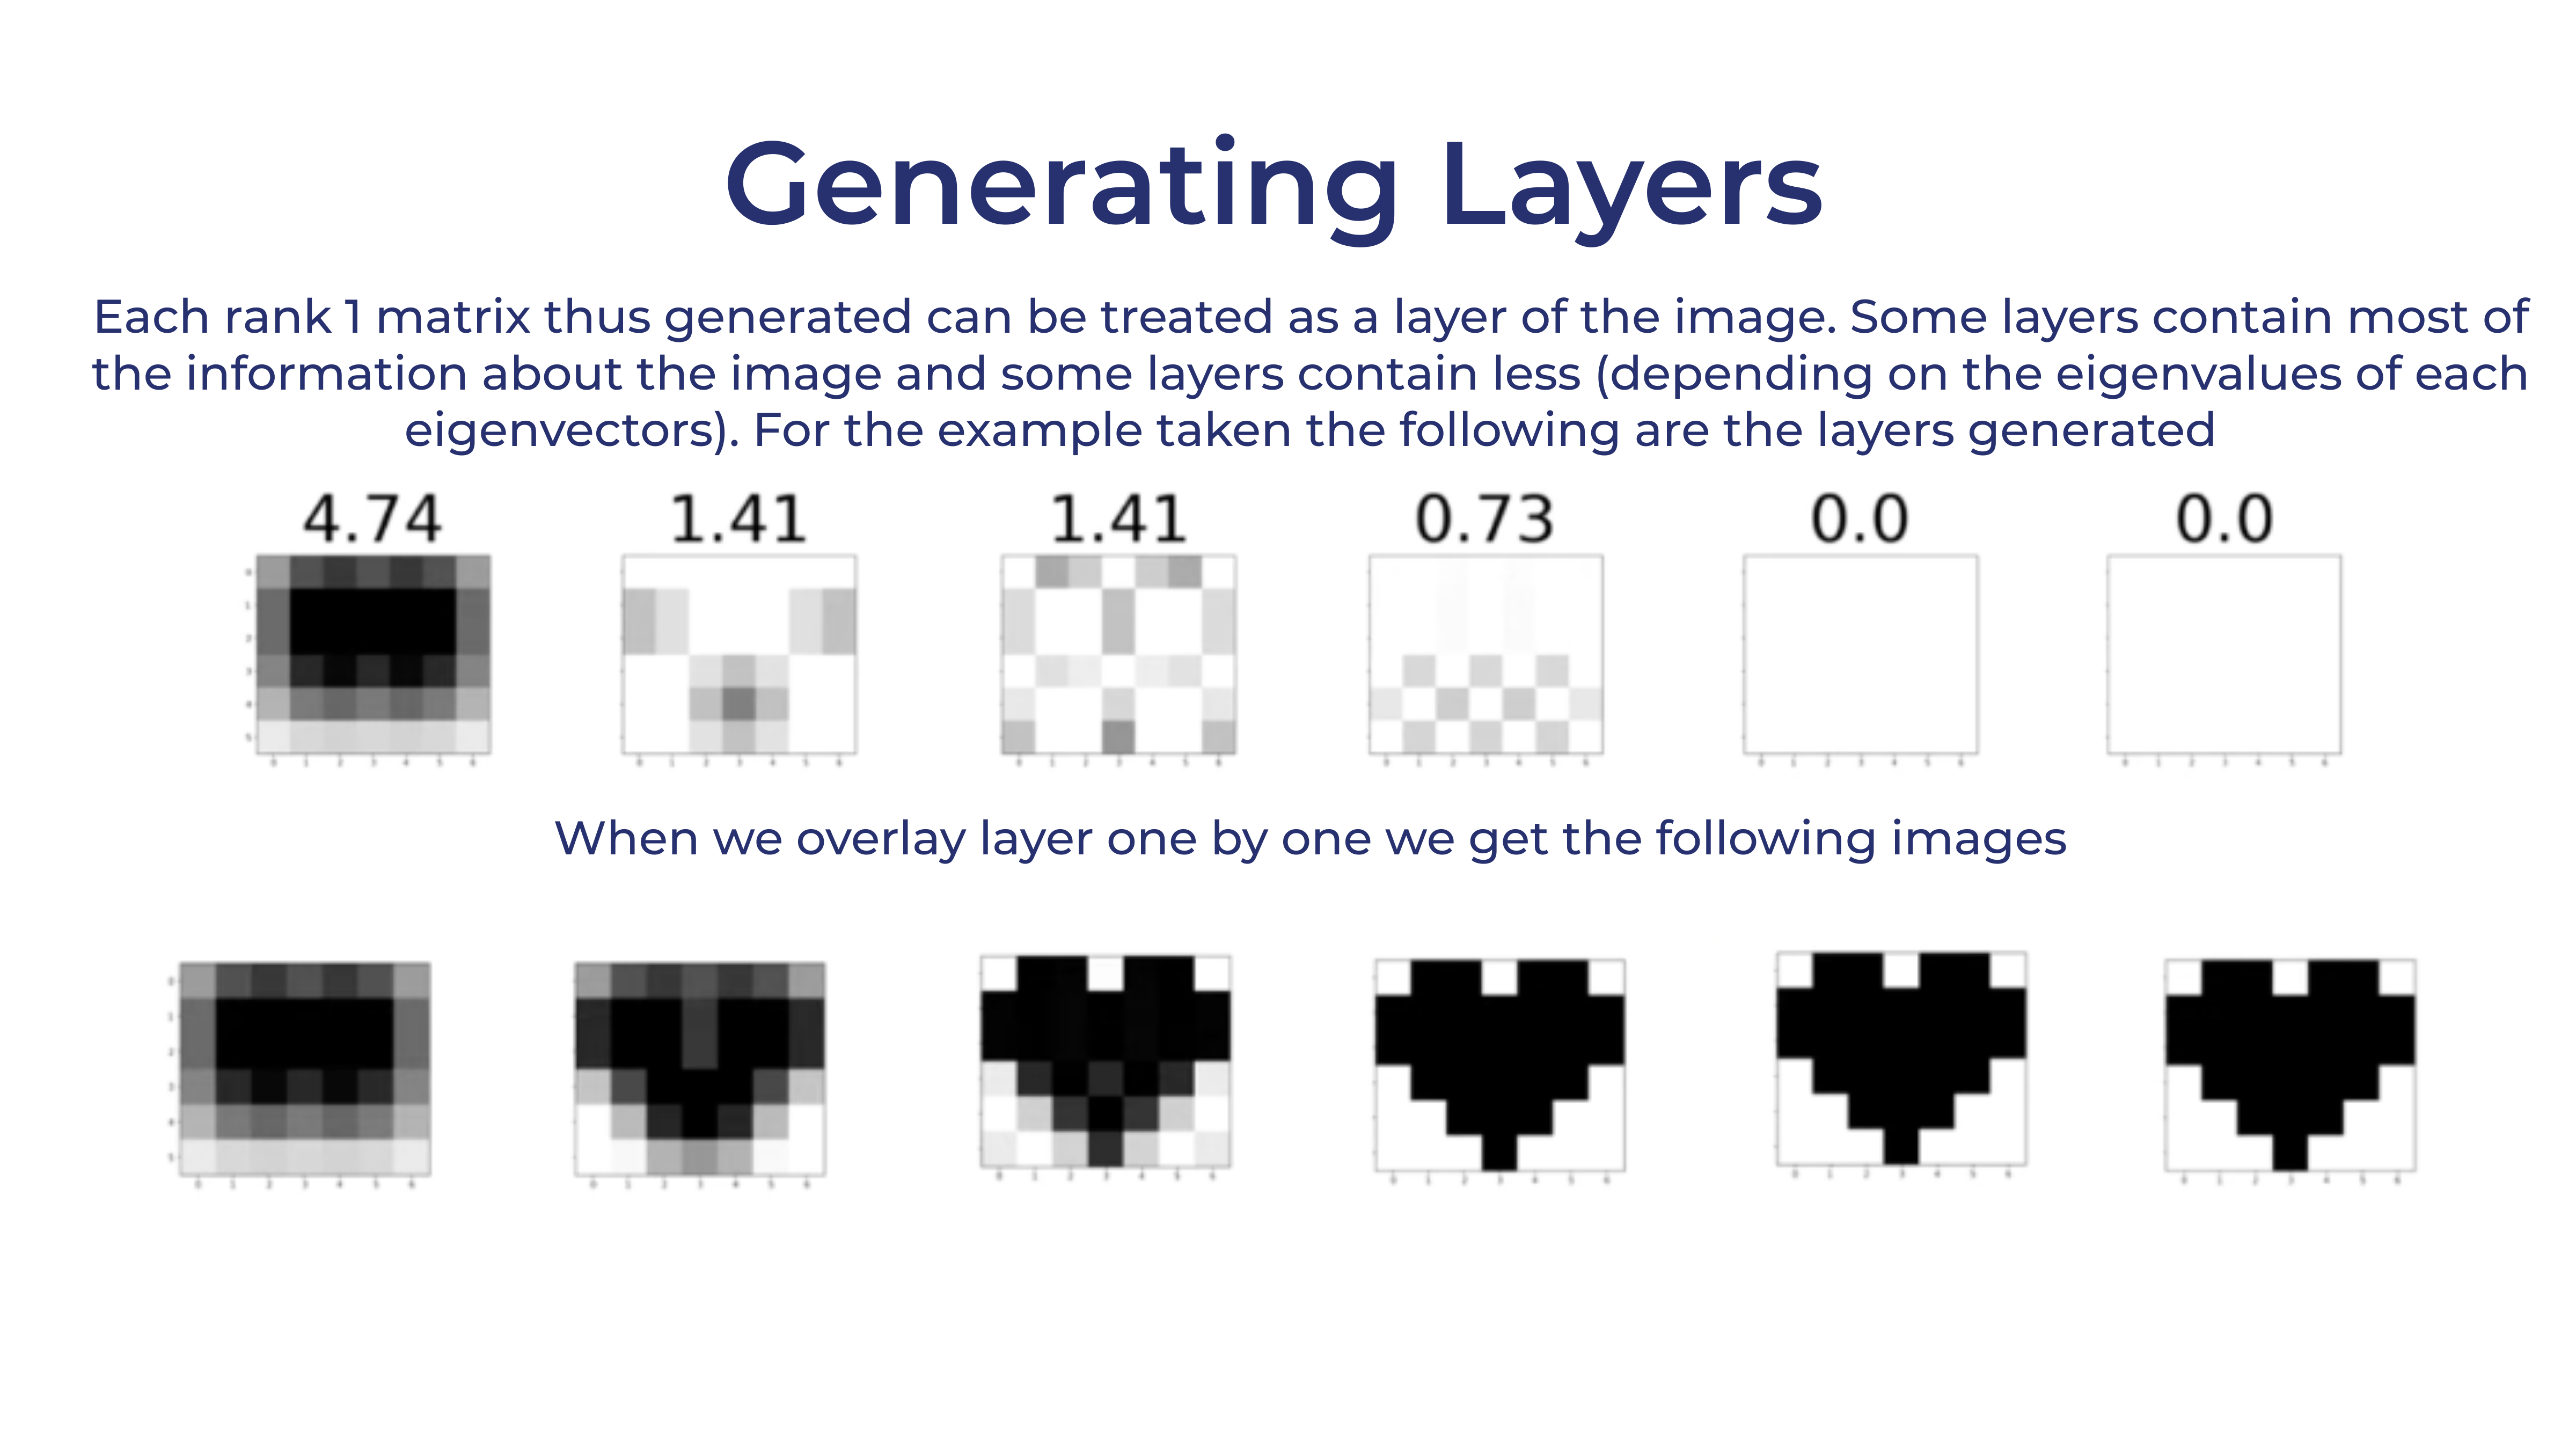 Generating Layers
Each rank 1 matrix thus generated can be treated as a layer of the image. Some layers contain most of
the information about the image and some layers contain less (depending on the eigenvalues of each
eigenvectors). For the example taken the following are the layers generated
4.74 1.41 1.41 0.73 0.0 0.0
When we overlay layer one by one we get the following images